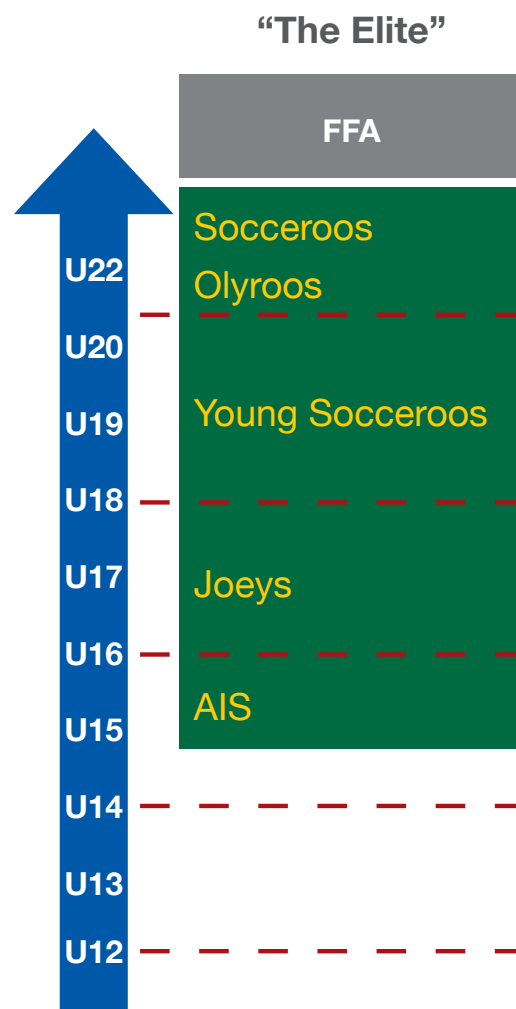 “The Elite”
FFA
Socceroos
U22
Olyroos
U20
U19
Young Socceroos
U18
U17
Joeys
U16
AIS
U15
U14
U13
U12